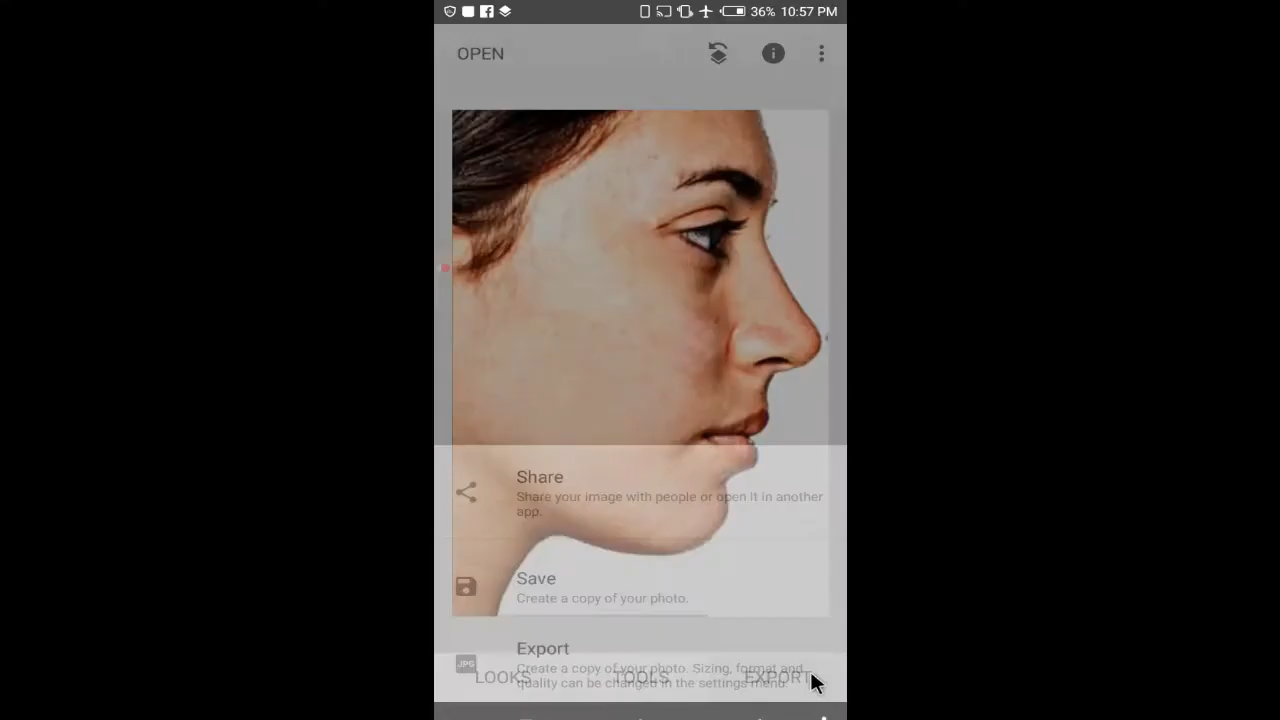 36% 10:57 PM
OPEN
Share
Share your image with people or open it in another
app.
Save
Create a copy of your photo.
Export
JPG
Create a copy of your photo. Sizing, format and
quality can be changed in the settings menu.
LOOKS TOOLS EXPORT